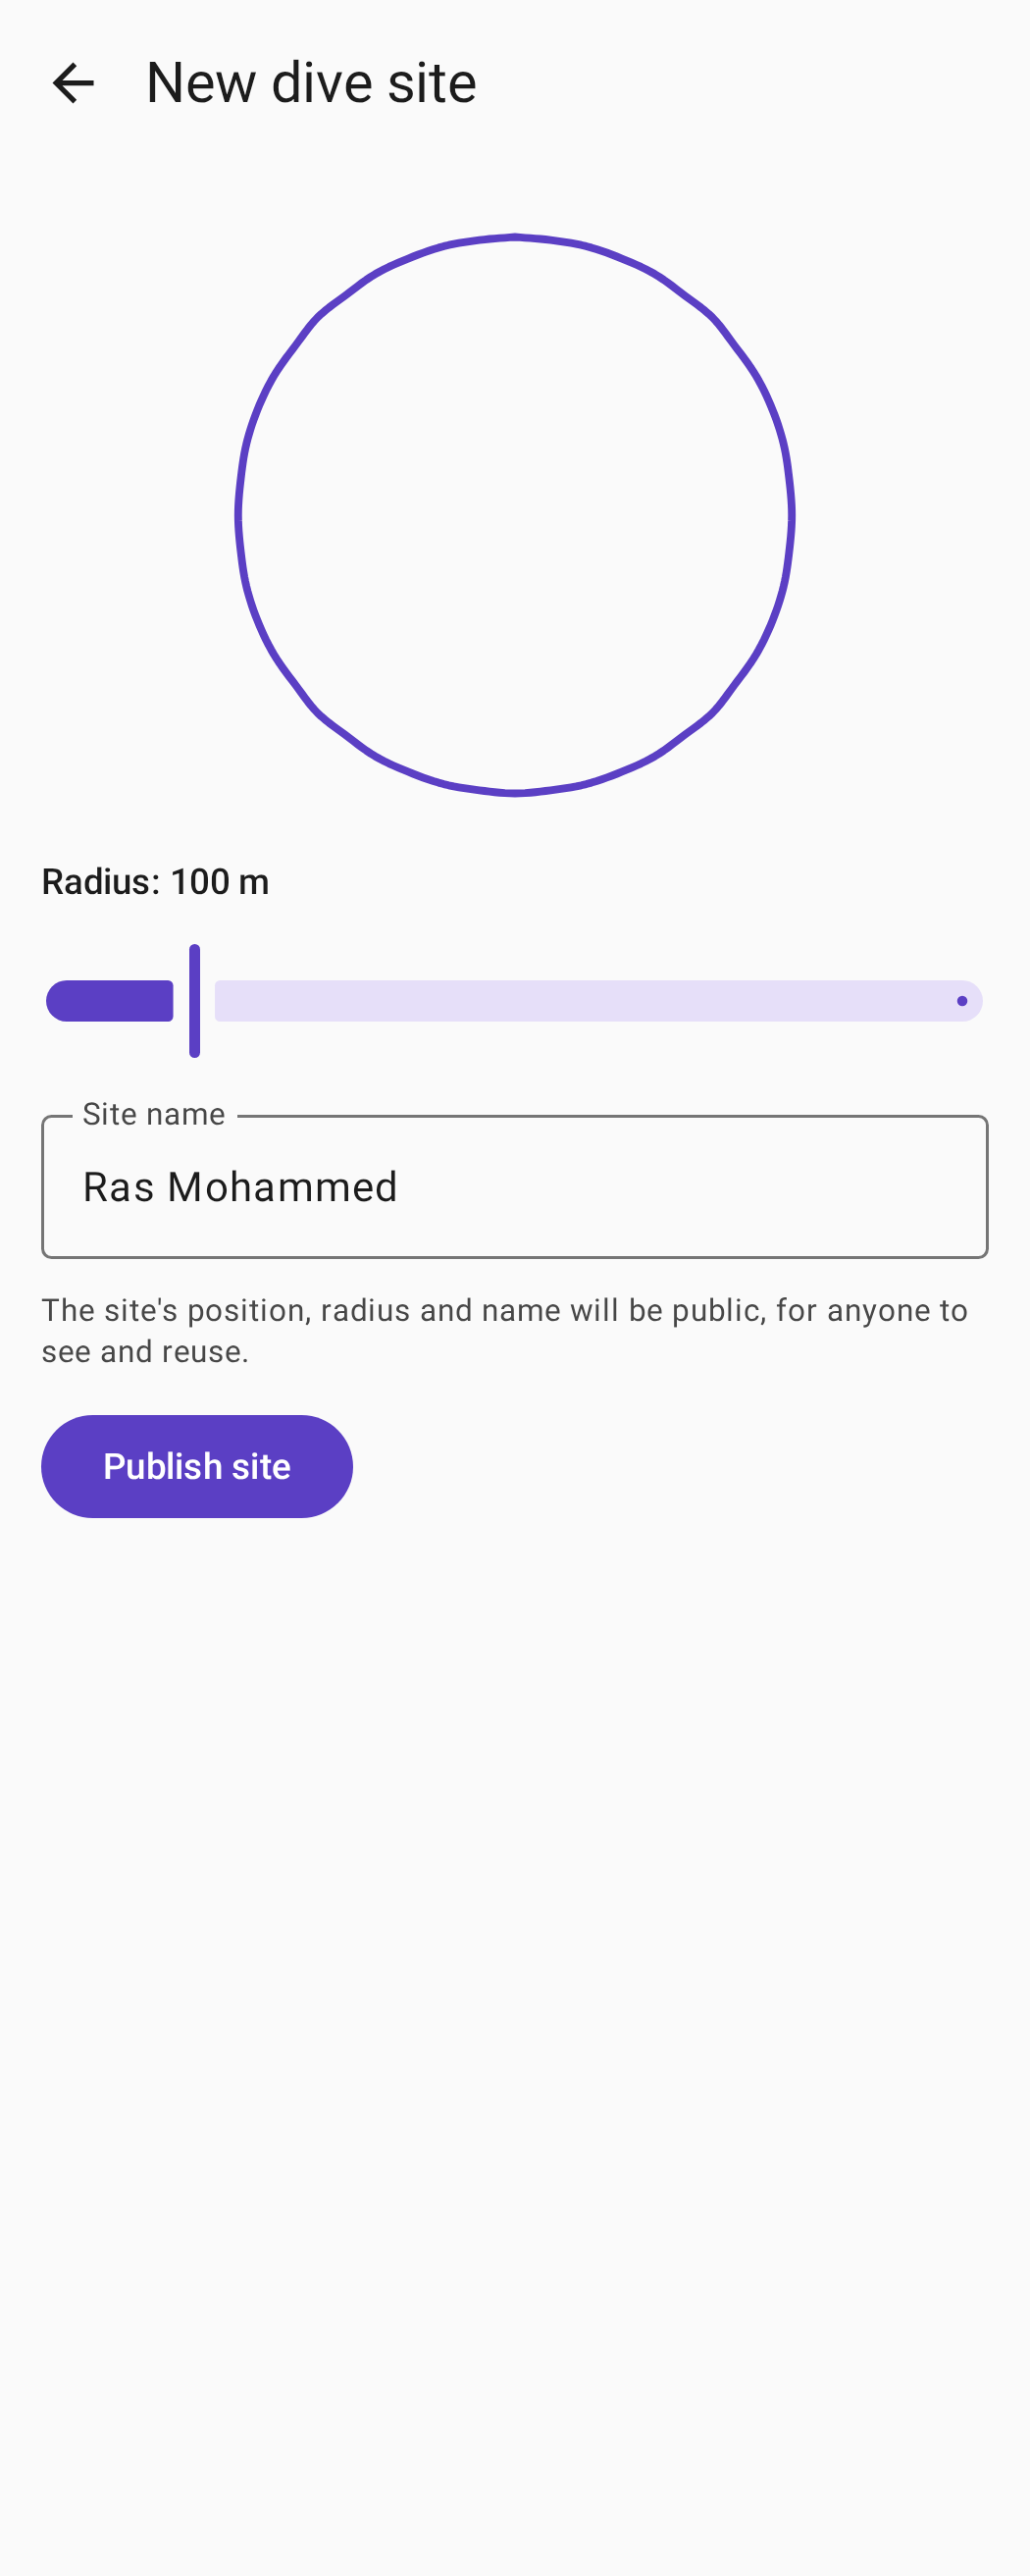 New dive site
Radius: 100 m
Site name
Ras Mohammed
The site's position, radius and name will be public, for anyone to
see and reuse.
Publish site